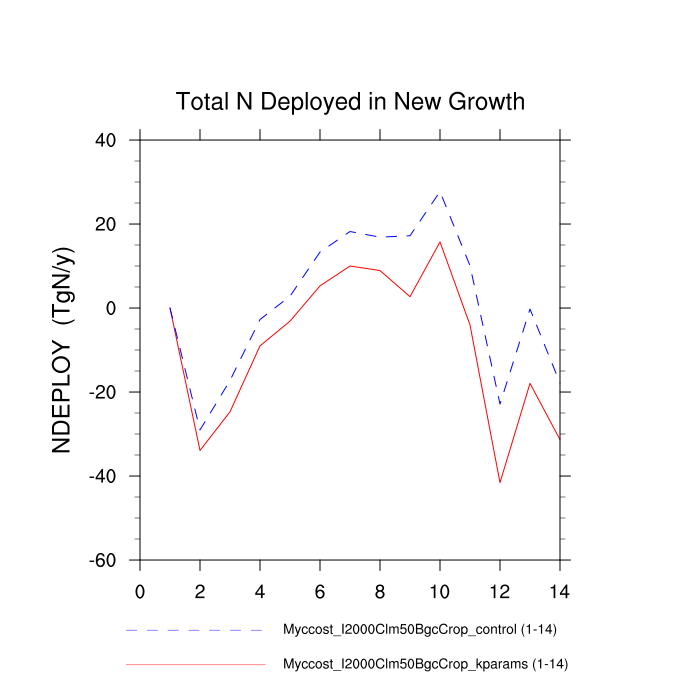 Total N Deployed in New Growth
NDEPLOY (TgN/y)
40
20
0
-20
-40
-60
0 2 4 6 8 10 12 14
Myccost_I2000Clm50BgcCrop_control (1-14)
Myccost_I2000Clm50BgcCrop_kparams (1-14)